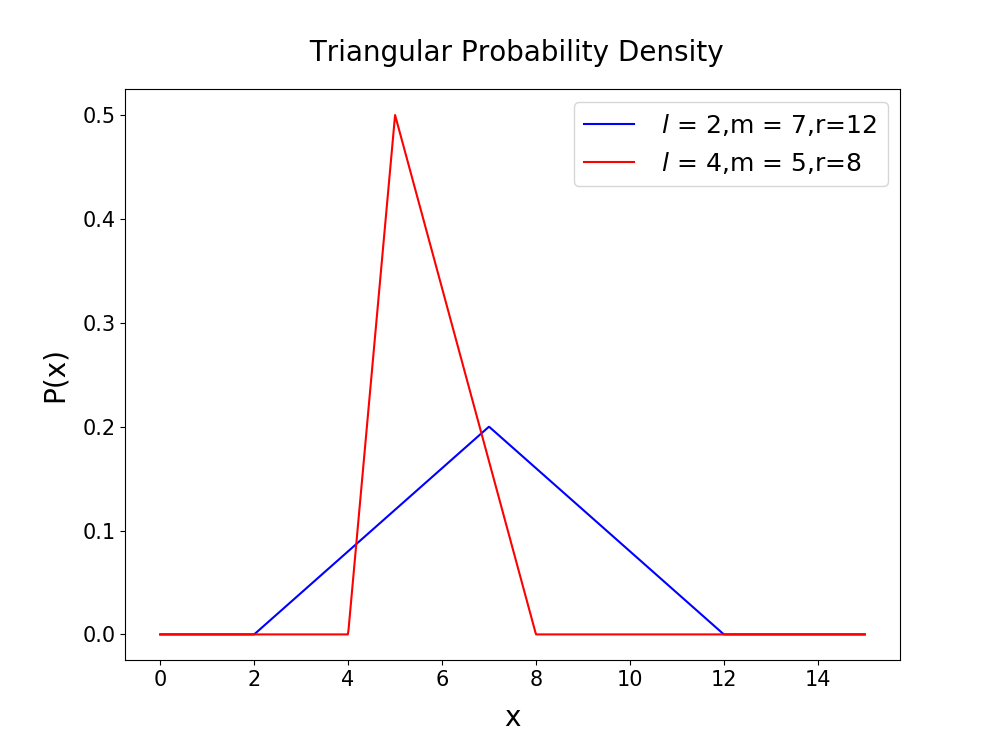 Triangular Probability Density
l = 2,m = 7,r=12
l = 4,m = 5,r=8
P(x)
0.5
0.4
0.3
0.2
0.1
0.0
0 2 4 6 8 10 12 14
x